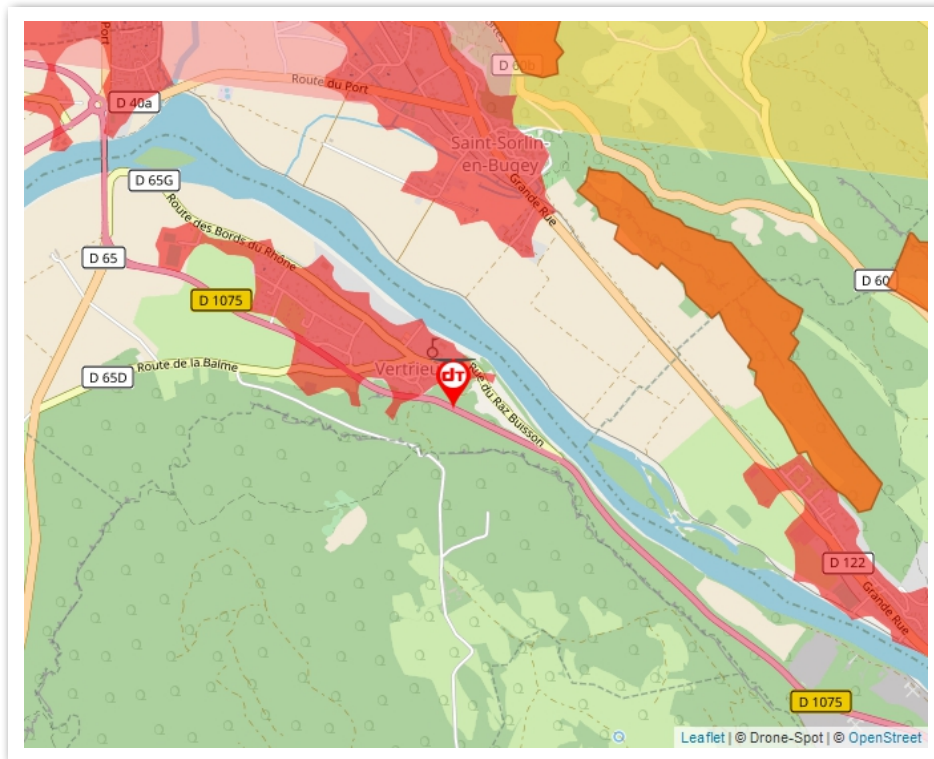 Port
D 40a
Route du Port
D 60b
Saint-Sorlin-
en-Bugey
Grande Rue
D 65G
Route des Bords du Rhône
D 65
D 1075
D 60
Route de la Balme
D 65D
Vertrieu
dT
Rue du Raz Buisson
D 122
Grande Rue
D 1075
Leaflet | © Drone-Spot | © OpenStreet